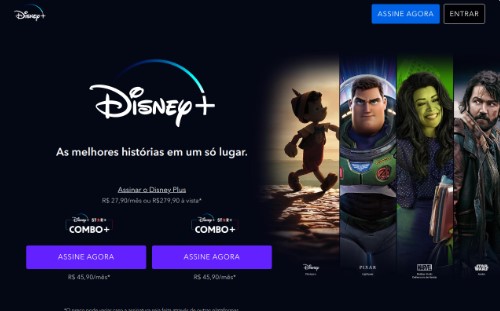 Disney+
ASSINE AGORA
ENTRAR
Disney+
As melhores histórias em um só lugar.
Assinar o Disney Plus
R$ 27,90/mês ou R$279,90 à vista*
Disney+ STAR+
COMBO+
ASSINE AGORA
R$ 45,90/mês*
Disney+ STAR+
COMBO+
ASSINE AGORA
R$ 45,90/mês*
Disney
PIXAR
MARVEL
STAR WARS